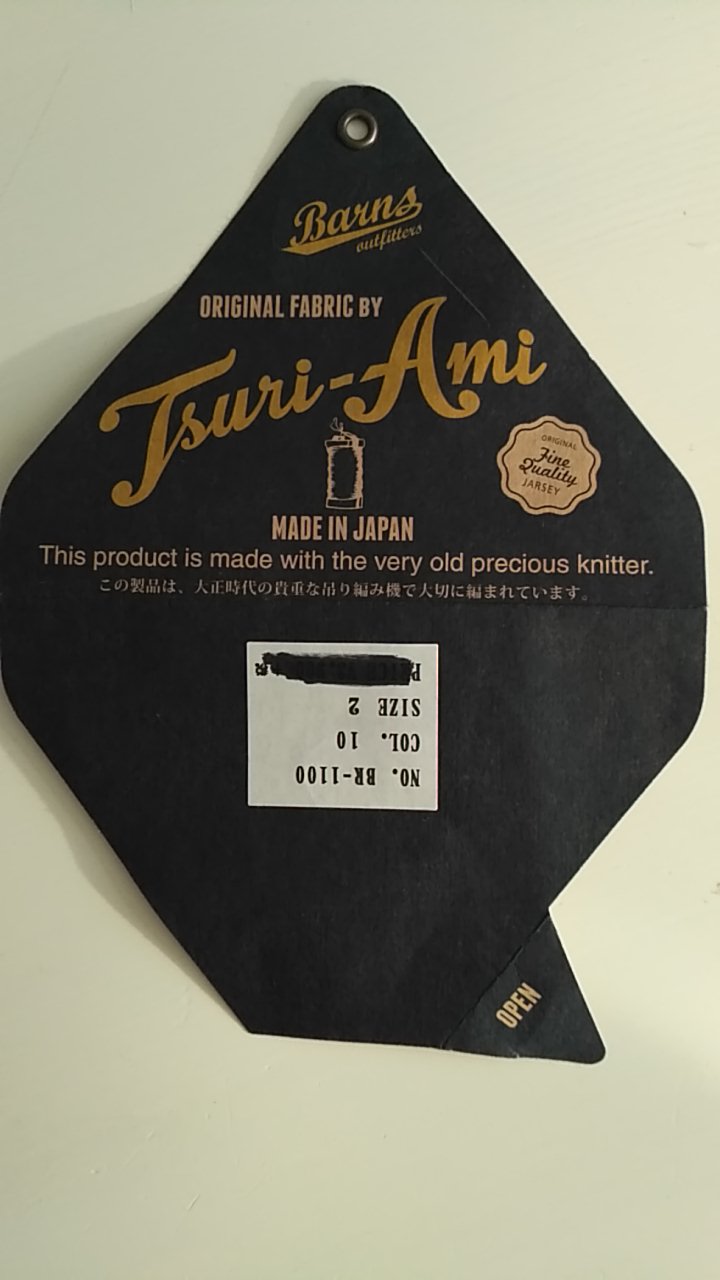 Barns
outfitters
ORIGINAL FABRIC BY
Tsuri-Ami
ORIGINAL
Fine
Quality
JARSEY
MADE IN JAPAN
This product is made with the very old precious knitter.
この製品は、大正時代の貴重な吊り編み機で大切に編まれています。
NO. BR-1100
COL. 10
SIZE 2
OPEN